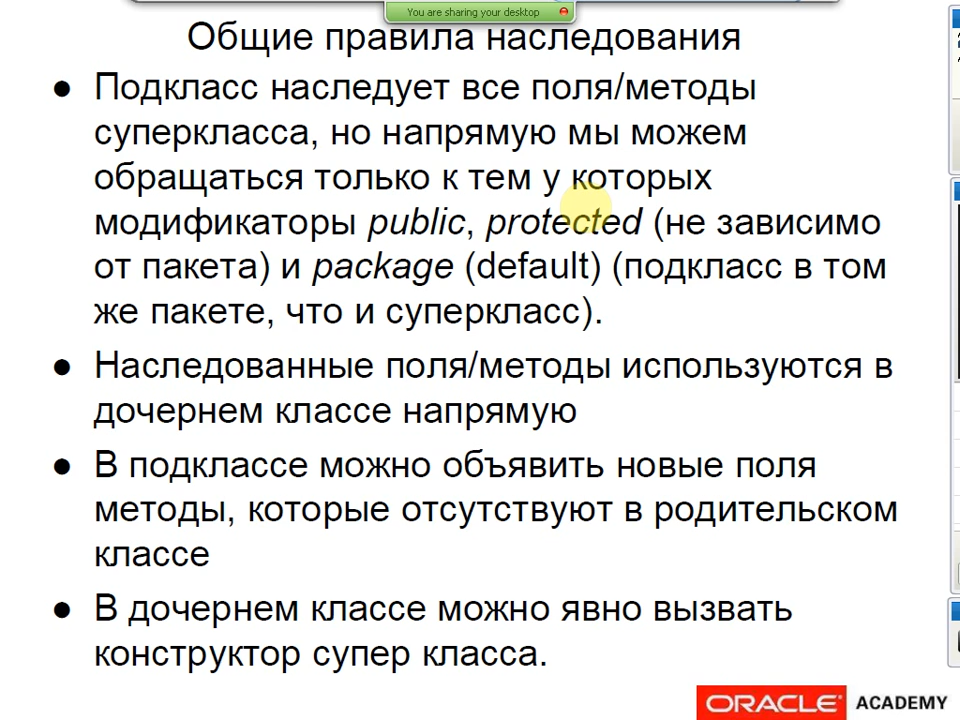 You are sharing your desktop
Общие правила наследования
● Подкласс наследует все поля/методы
суперкласса, но напрямую мы можем
обращаться только к тем у которых
модификаторы public, protected (не зависимо
от пакета) и package (default) (подкласс в том
же пакете, что и суперкласс).
● Наследованные поля/методы используются в
дочернем классе напрямую
● В подклассе можно объявить новые поля
методы, которые отсутствуют в родительском
классе
● В дочернем классе можно явно вызвать
конструктор супер класса.
ORACLE ACADEMY